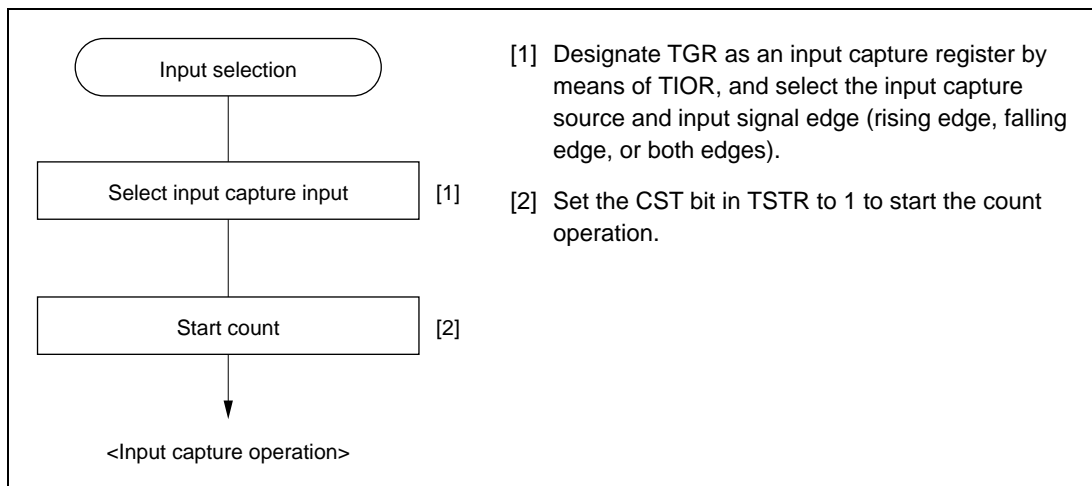 Input selection
Select input capture input [1]
Start count [2]
<Input capture operation>
[1] Designate TGR as an input capture register by
means of TIOR, and select the input capture
source and input signal edge (rising edge, falling
edge, or both edges).
[2] Set the CST bit in TSTR to 1 to start the count
operation.